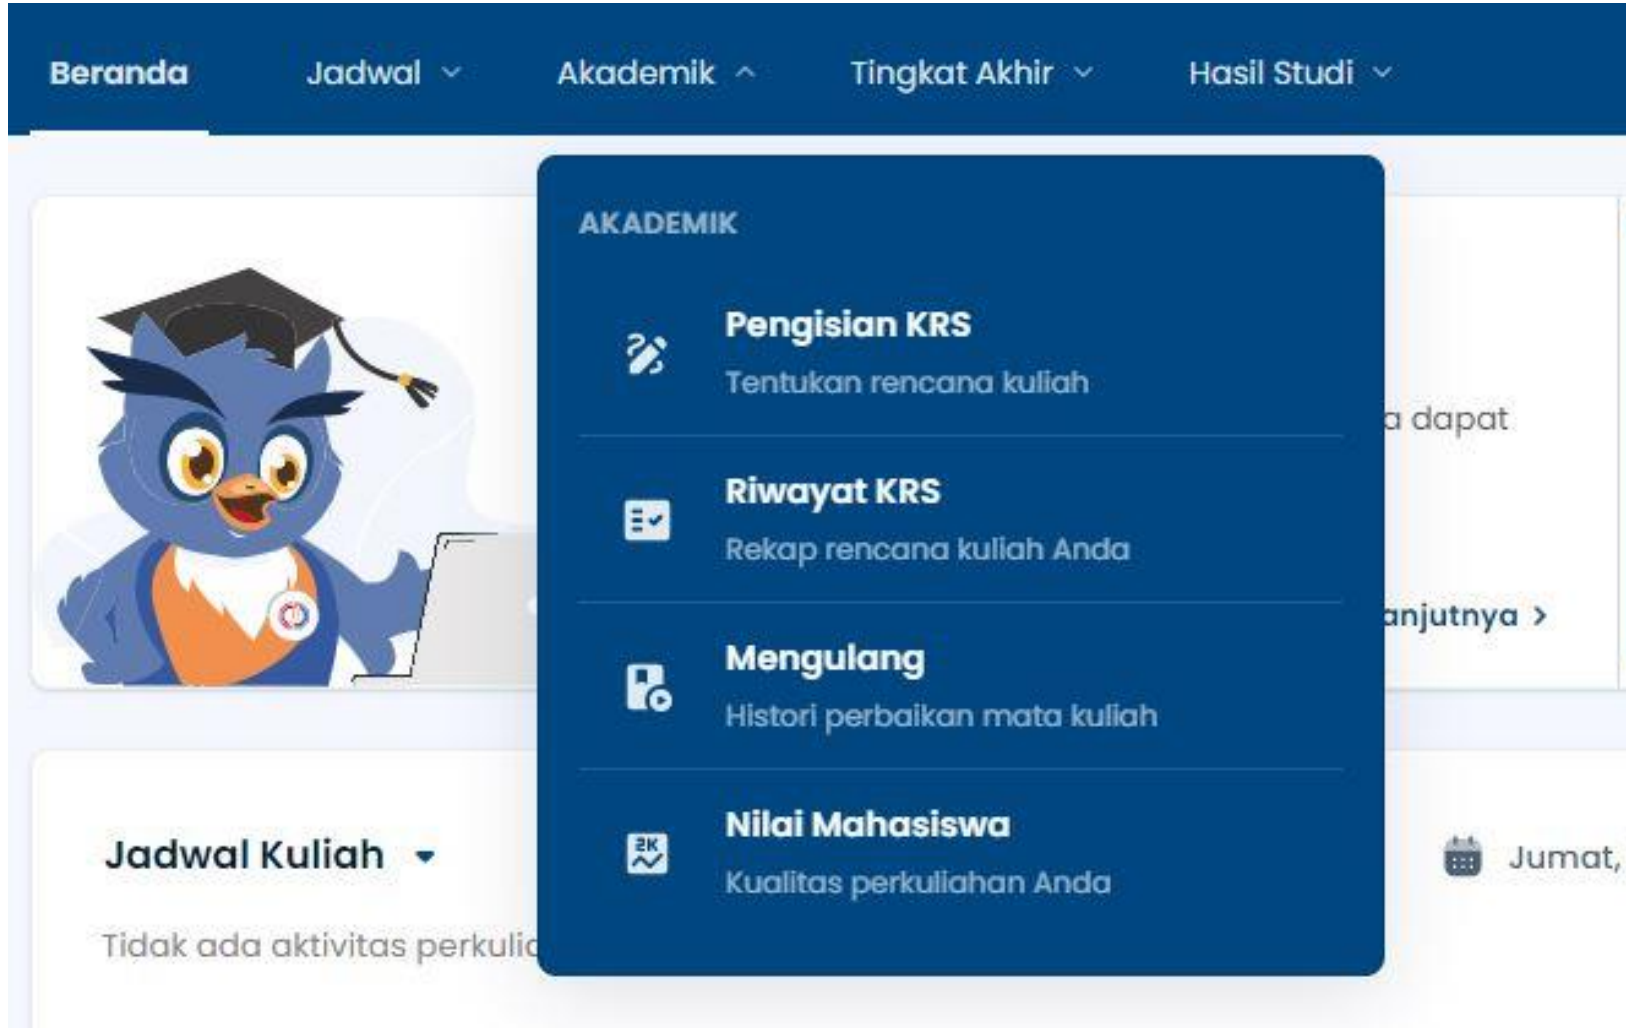 Beranda
Jadwal
Akademik
Tingkat Akhir
Hasil Studi
AKADEMIK
Pengisian KRS
Tentukan rencana kuliah
Riwayat KRS
Rekap rencana kuliah Anda
Mengulang
Histori perbaikan mata kuliah
Nilai Mahasiswa
Kualitas perkuliahan Anda
dapat
anjutnya >
Jadwal Kuliah
Jumat,
Tidak ada aktivitas